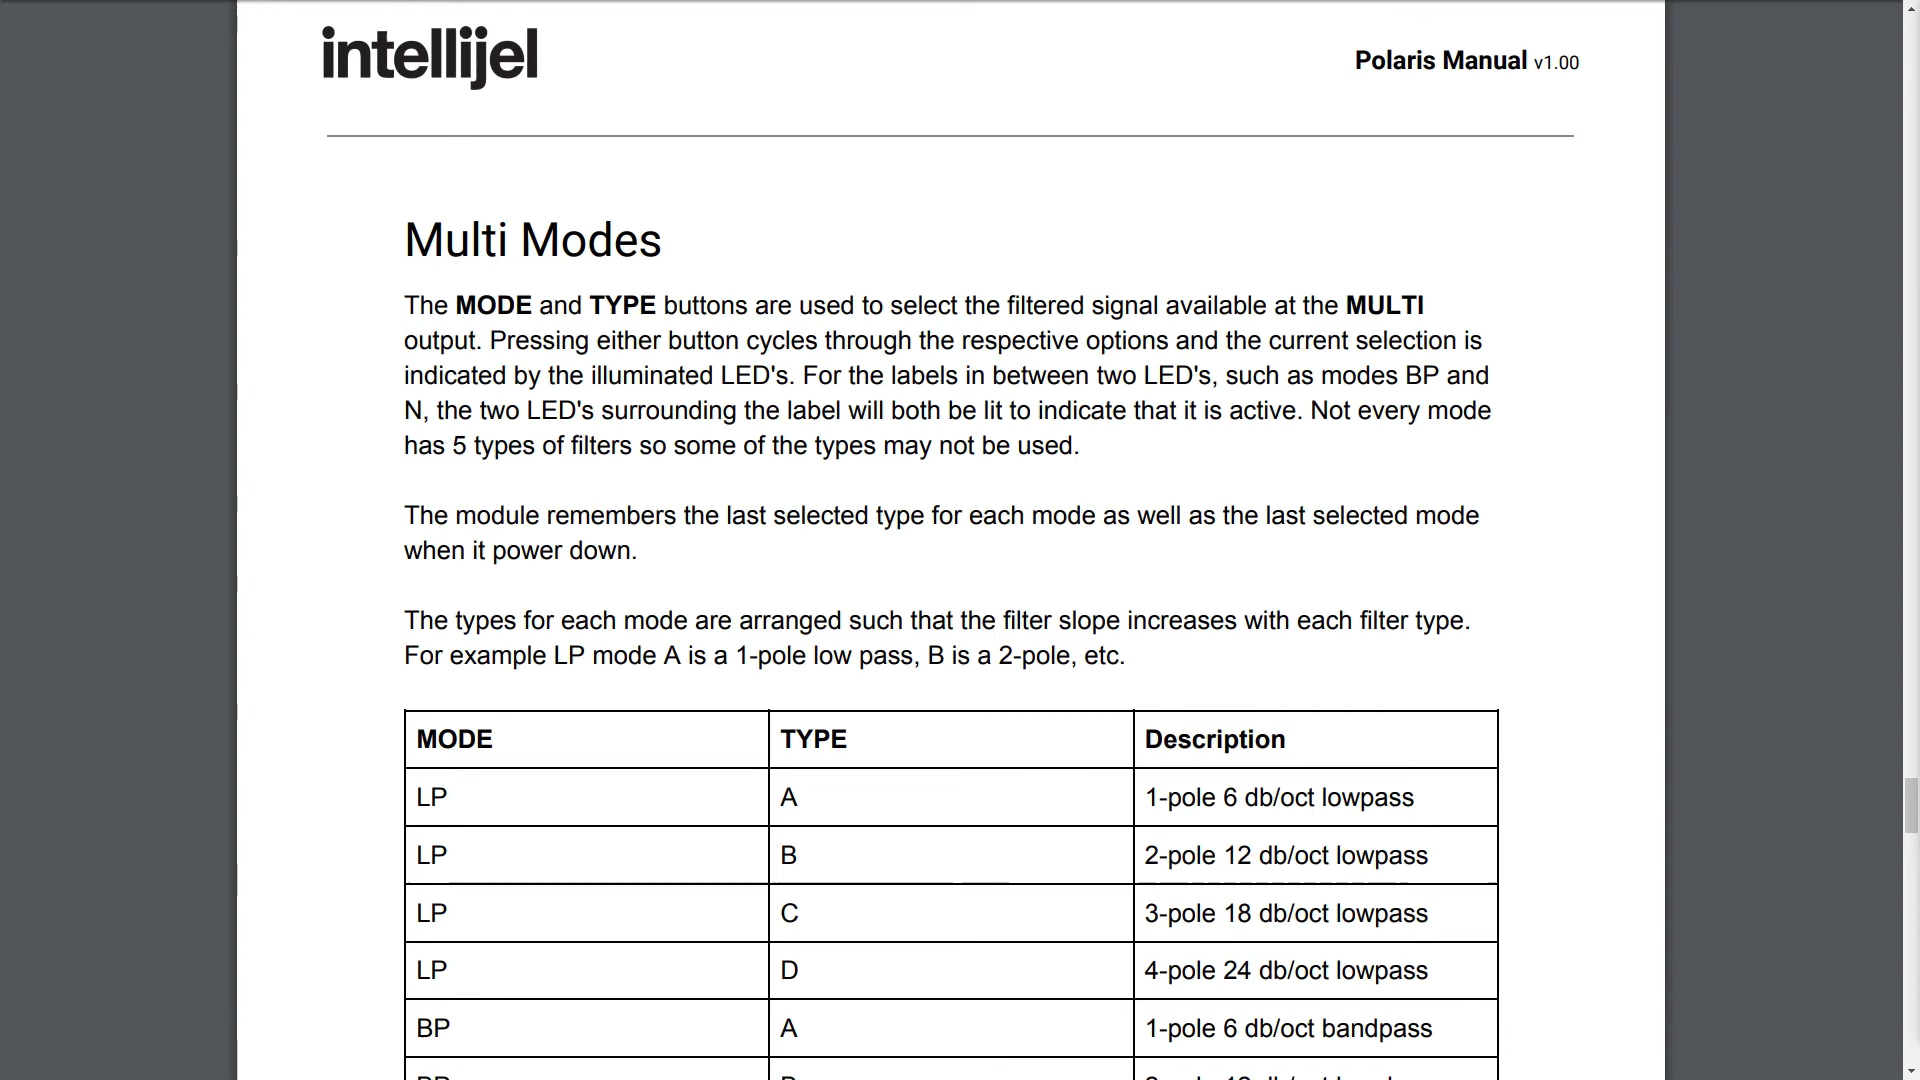 intellijel
Polaris Manual v1.00
Multi Modes
The MODE and TYPE buttons are used to select the filtered signal available at the MULTI
output. Pressing either button cycles through the respective options and the current selection is
indicated by the illuminated LED's. For the labels in between two LED's, such as modes BP and
N, the two LED's surrounding the label will both be lit to indicate that it is active. Not every mode
has 5 types of filters so some of the types may not be used.
The module remembers the last selected type for each mode as well as the last selected mode
when it power down.
The types for each mode are arranged such that the filter slope increases with each filter type.
For example LP mode A is a 1-pole low pass, B is a 2-pole, etc.
MODE TYPE Description
LP A 1-pole 6 db/oct lowpass
LP B 2-pole 12 db/oct lowpass
LP C 3-pole 18 db/oct lowpass
LP D 4-pole 24 db/oct lowpass
BP A 1-pole 6 db/oct bandpass